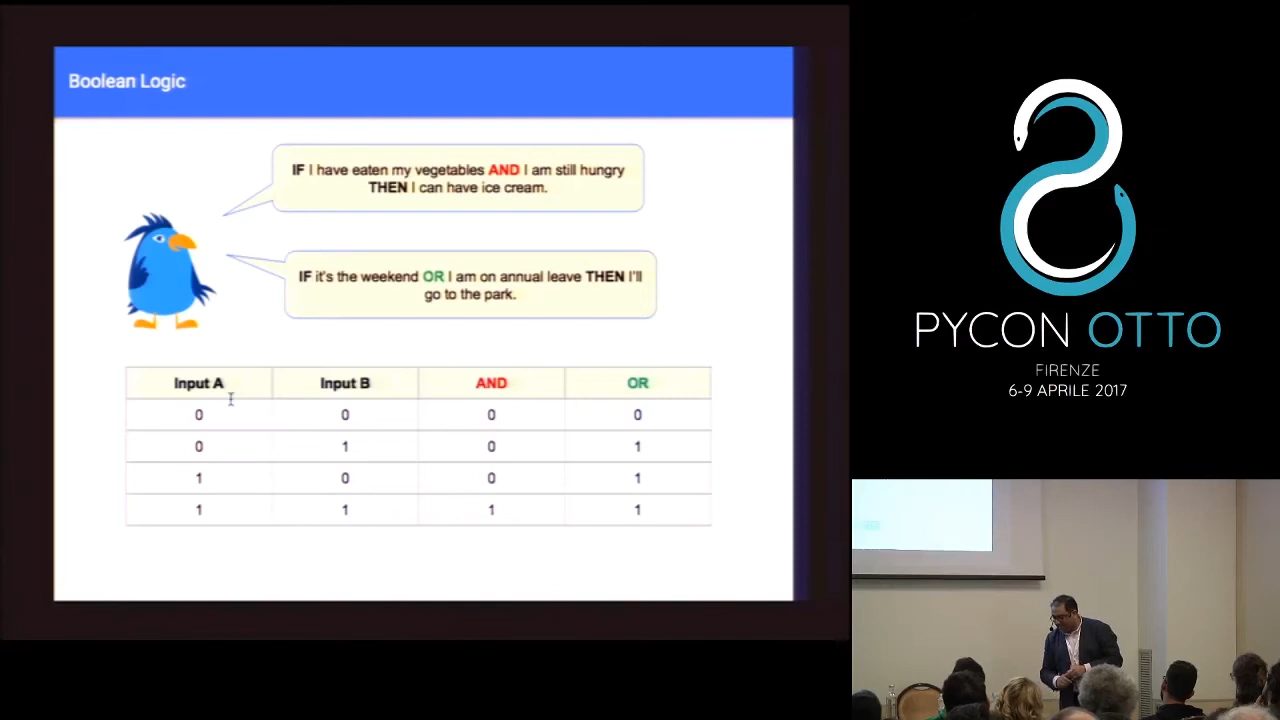 Boolean Logic
IF I have eaten my vegetables AND I am still hungry
THEN I can have ice cream.
IF it's the weekend OR I am on annual leave THEN I'll
go to the park.
Input A Input B AND OR
0 0 0 0
0 1 0 1
1 0 0 1
1 1 1 1
PYCON OTTO
FIRENZE
6-9 APRILE 2017